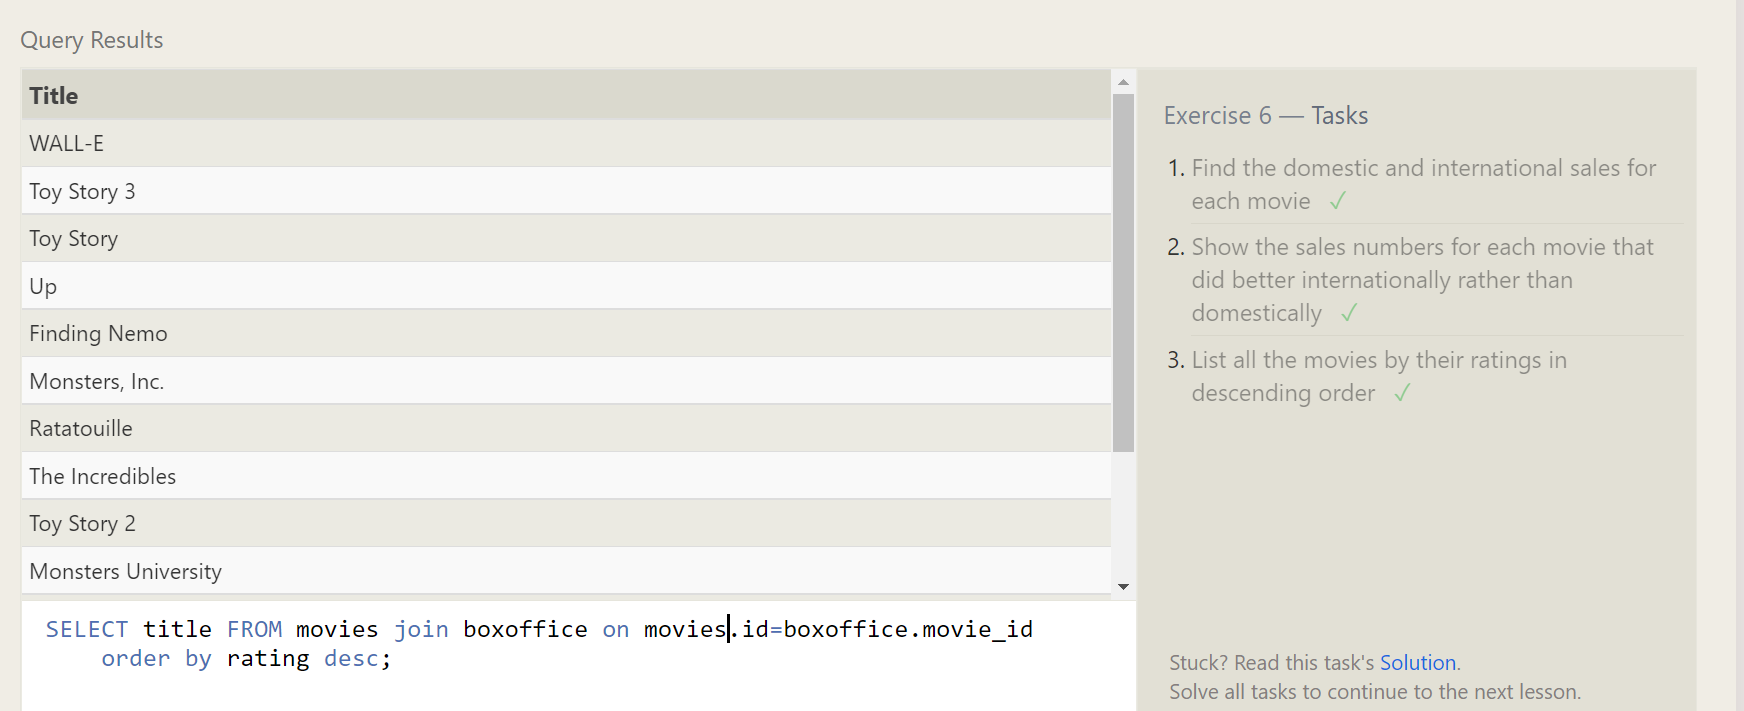 Query Results
Title
WALL-E
Toy Story 3
Toy Story
Up
Finding Nemo
Monsters, Inc.
Ratatouille
The Incredibles
Toy Story 2
Monsters University
SELECT title FROM movies join boxoffice on movies.id=boxoffice.movie_id
order by rating desc;
Exercise 6 — Tasks
1. Find the domestic and international sales for
each movie ✓
2. Show the sales numbers for each movie that
did better internationally rather than
domestically ✓
3. List all the movies by their ratings in
descending order ✓
Stuck? Read this task's Solution.
Solve all tasks to continue to the next lesson.